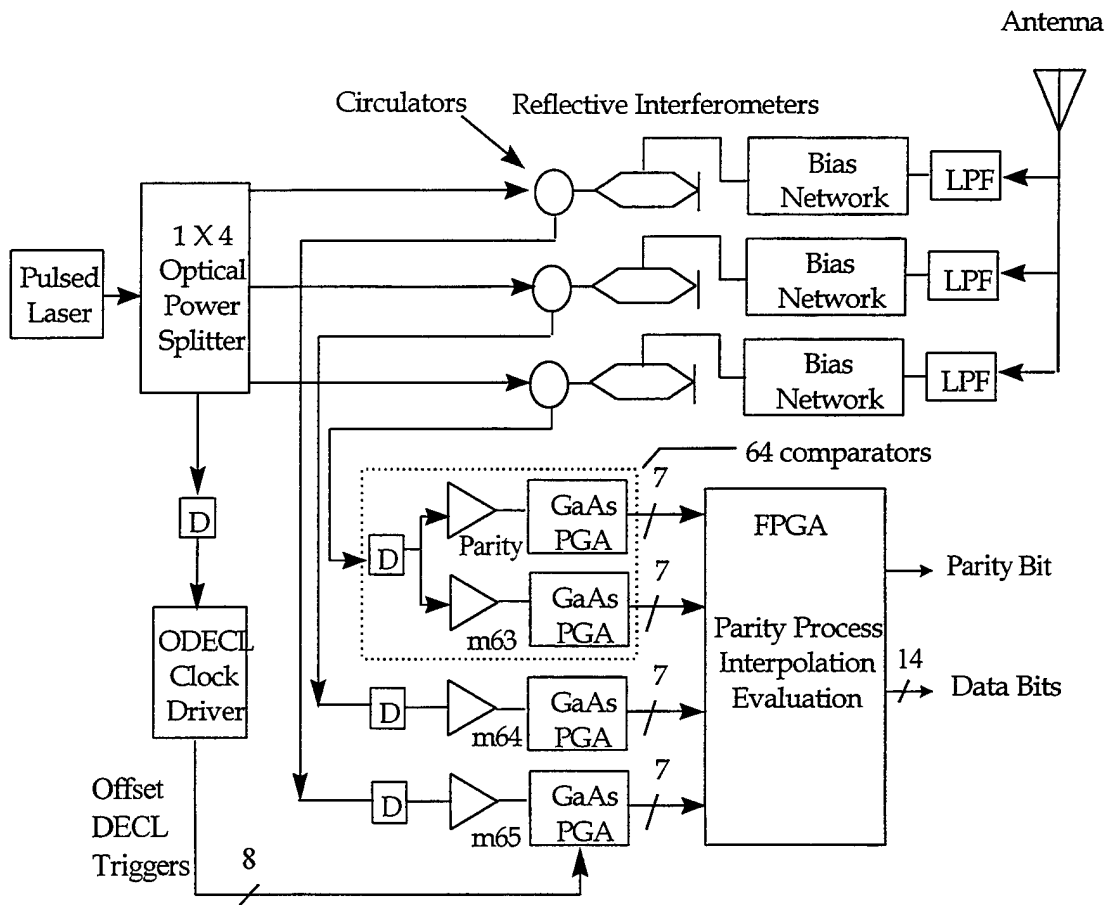 Antenna
Circulators
Reflective Interferometers
Bias
Network
LPF
1 X 4
Optical
Power
Splitter
Pulsed
Laser
Bias
Network
LPF
Bias
Network
LPF
64 comparators
D
Parity
GaAs
PGA
7
FPGA
Parity Process
Interpolation
Evaluation
Parity Bit
14
Data Bits
D
m63
GaAs
PGA
7
ODECL
Clock
Driver
D
m64
GaAs
PGA
7
D
m65
GaAs
PGA
7
Offset
DECL
Triggers
8